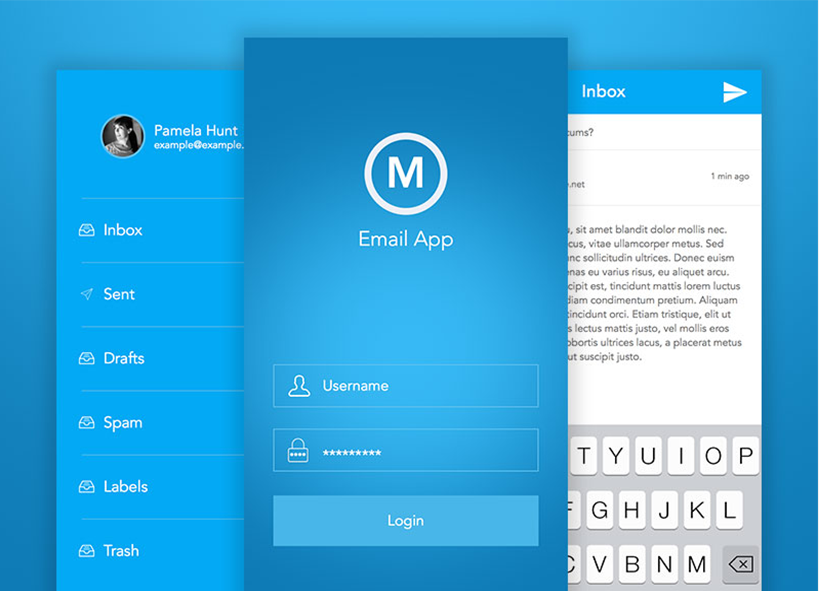 Pamela Hunt
example@example.
Inbox
Sent
Drafts
Spam
Labels
Trash
M
Email App
Username
*********
Login
Inbox
cums?
.net
1 min ago
, sit amet blandit dolor mollis nec.
cus, vitae ullamcorper metus. Sed
nc sollicitudin ultrices. Donec euism
enas eu varius risus, eu aliquet arcu.
cipit est, tincidunt mattis lorem luctus
diam condimentum pretium. Aliquam
tincidunt orci. Etiam tristique, elit ut
s lectus mattis justo, vel mollis eros
obortis ultrices lacus, a placerat metus
ut suscipit justo.
T Y U I O P
F G H J K L
C V B N M